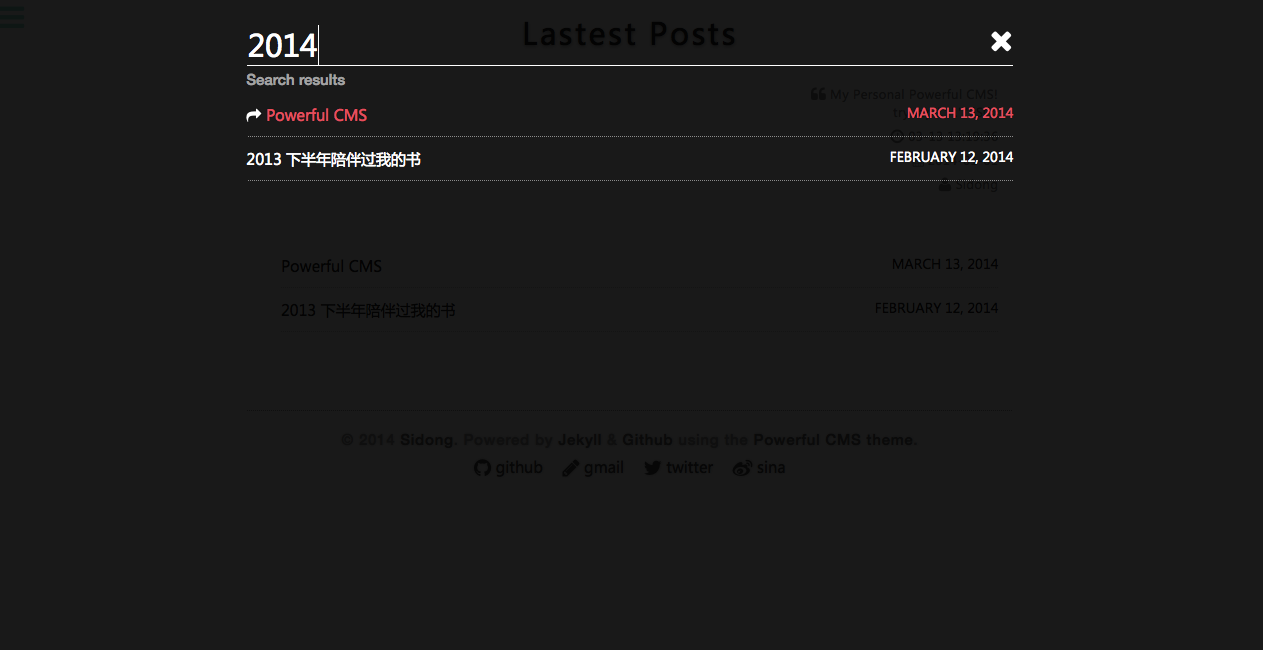 Lastest Posts
2014
Search results
My Personal Powerful CMS!
Powerful CMS MARCH 13, 2014
2013 下半年陪伴过我的书 FEBRUARY 12, 2014
Sidong
Powerful CMS MARCH 13, 2014
2013 下半年陪伴过我的书 FEBRUARY 12, 2014
© 2014 Sidong. Powered by Jekyll & Github using the Powerful CMS theme.
github gmail twitter sina